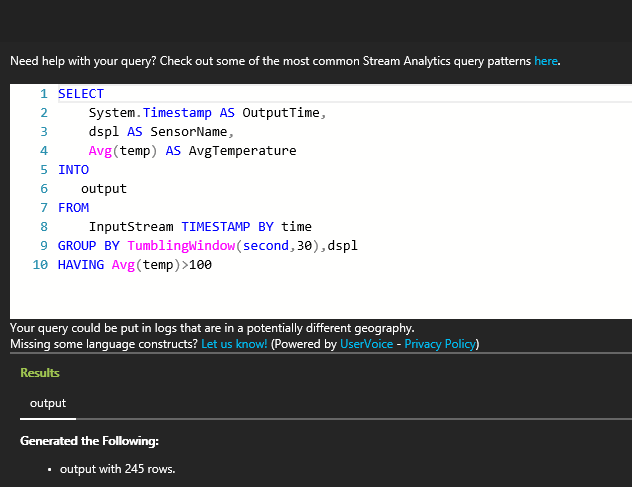 Need help with your query? Check out some of the most common Stream Analytics query patterns here.
1 SELECT
2 System.Timestamp AS OutputTime,
3 dspl AS SensorName,
4 Avg(temp) AS AvgTemperature
5 INTO
6 output
7 FROM
8 InputStream TIMESTAMP BY time
9 GROUP BY TumblingWindow(second,30),dspl
10 HAVING Avg(temp)>100
Your query could be put in logs that are in a potentially different geography.
Missing some language constructs? Let us know! (Powered by UserVoice - Privacy Policy)
Results
output
Generated the Following:
• output with 245 rows.